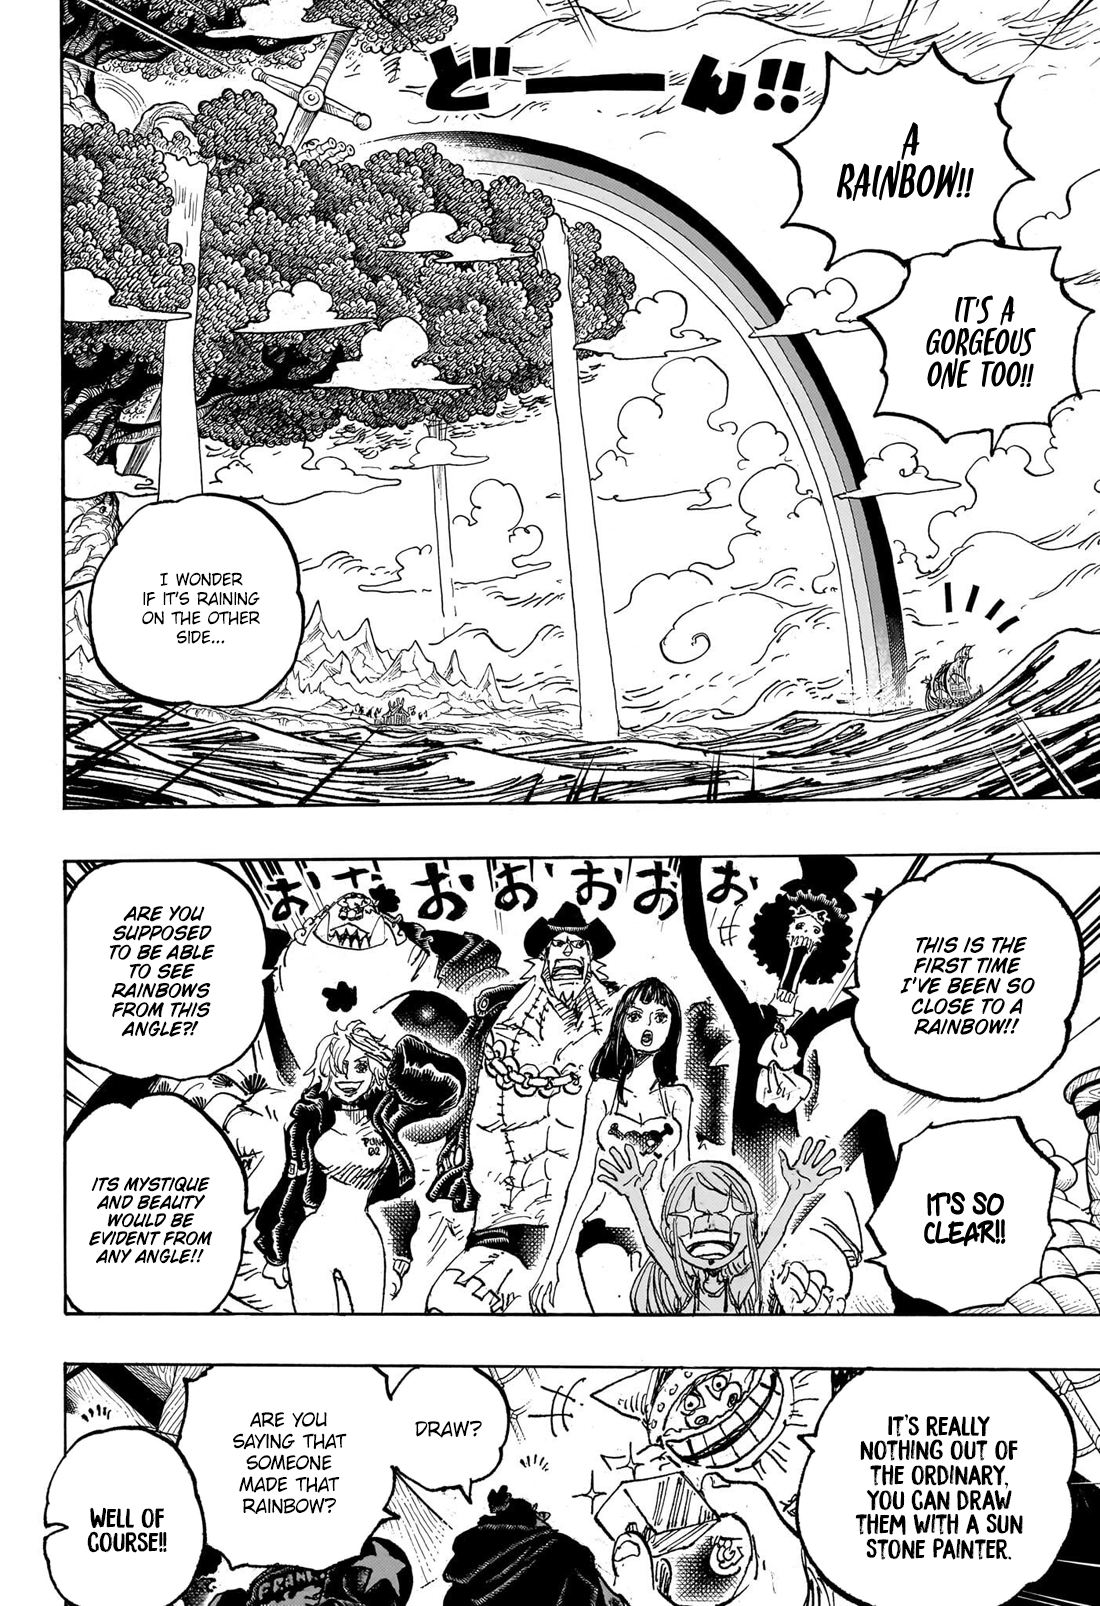 どーん!!
A
RAINBOW!!
IT'S A
GORGEOUS
ONE TOO!!
I WONDER
IF IT'S RAINING
ON THE OTHER
SIDE...
THIS IS THE
FIRST TIME
I'VE BEEN SO
CLOSE TO A
RAINBOW!!
IT'S SO
CLEAR!!
おおおおおお
ARE YOU
SUPPOSED
TO BE ABLE
TO SEE
RAINBOWS
FROM THIS
ANGLE?!
ITS MYSTIQUE
AND BEAUTY
WOULD BE
EVIDENT FROM
ANY ANGLE!!
PUNK
02
IT'S REALLY
NOTHING OUT OF
THE ORDINARY,
YOU CAN DRAW
THEM WITH A SUN
STONE PAINTER.
DRAW?
ARE YOU
SAYING THAT
SOMEONE
MADE THAT
RAINBOW?
WELL OF
COURSE!!